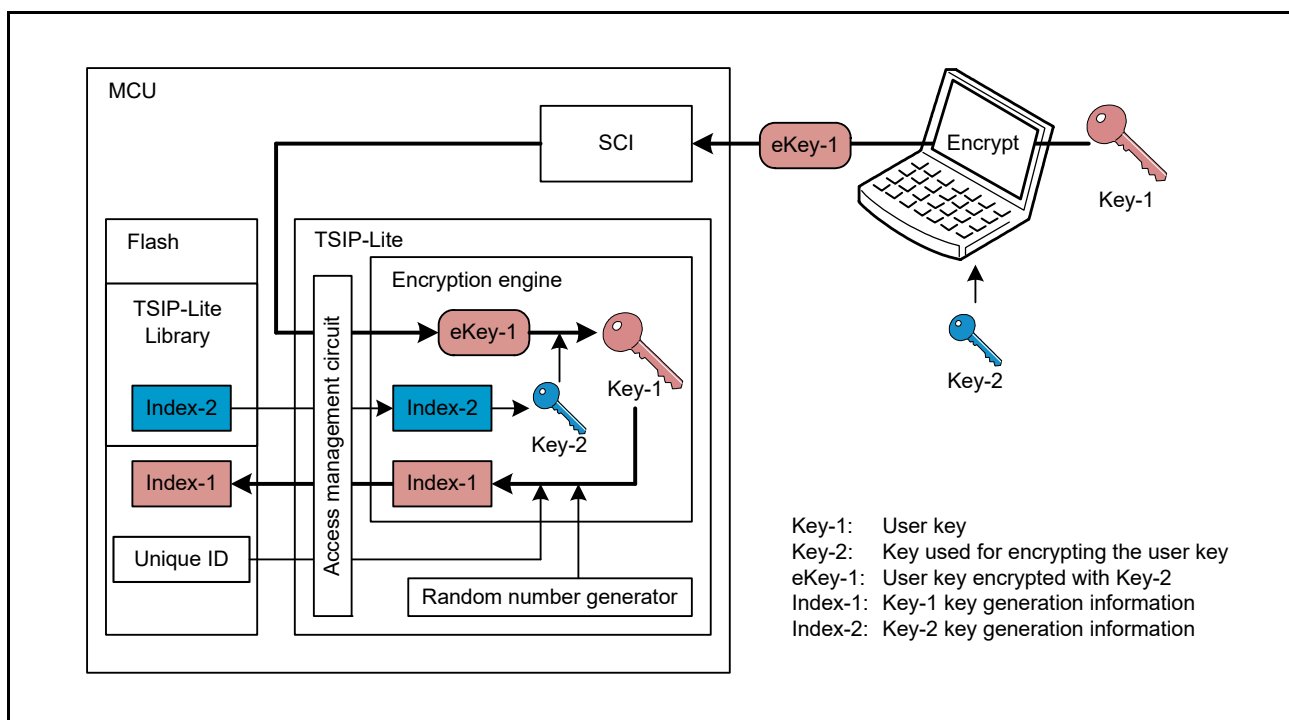 MCU
SCI
eKey-1
Encrypt
Key-1
Flash
TSIP-Lite
Library
Index-2
Index-1
Unique ID
TSIP-Lite
Access management circuit
Encryption engine
eKey-1
Key-1
Index-2
Key-2
Index-1
Random number generator
Key-2
Key-1: User key
Key-2: Key used for encrypting the user key
eKey-1: User key encrypted with Key-2
Index-1: Key-1 key generation information
Index-2: Key-2 key generation information